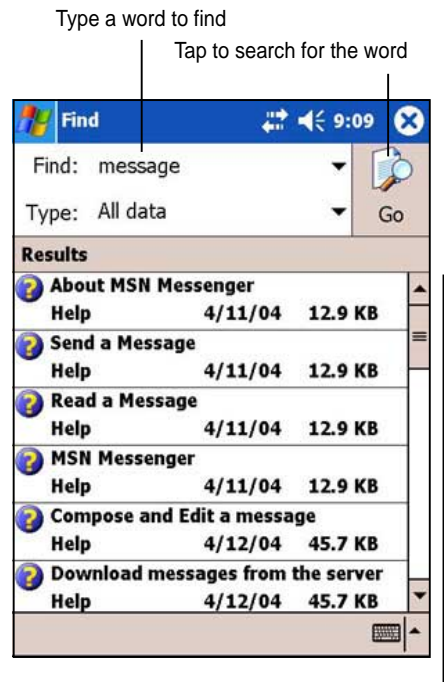 Type a word to find
Tap to search for the word
Find 9:09
Find: message
Type: All data Go
Results
About MSN Messenger
Help 4/11/04 12.9 KB
Send a Message
Help 4/11/04 12.9 KB
Read a Message
Help 4/11/04 12.9 KB
MSN Messenger
Help 4/11/04 12.9 KB
Compose and Edit a message
Help 4/12/04 45.7 KB
Download messages from the server
Help 4/12/04 45.7 KB